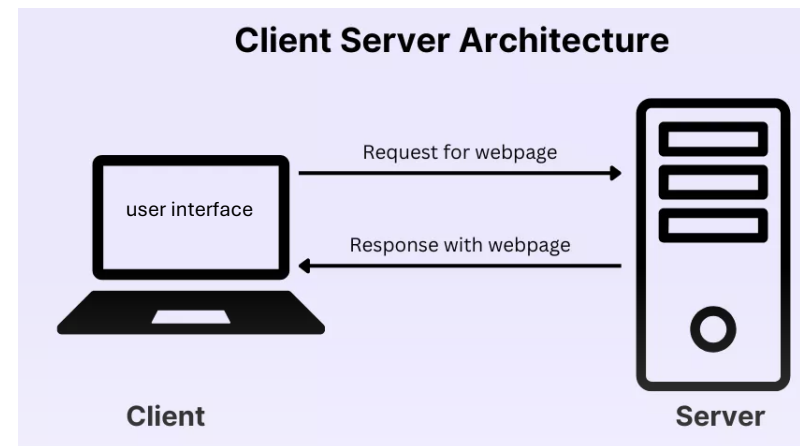 Client Server Architecture
Request for webpage
user interface
Response with webpage
Client
Server